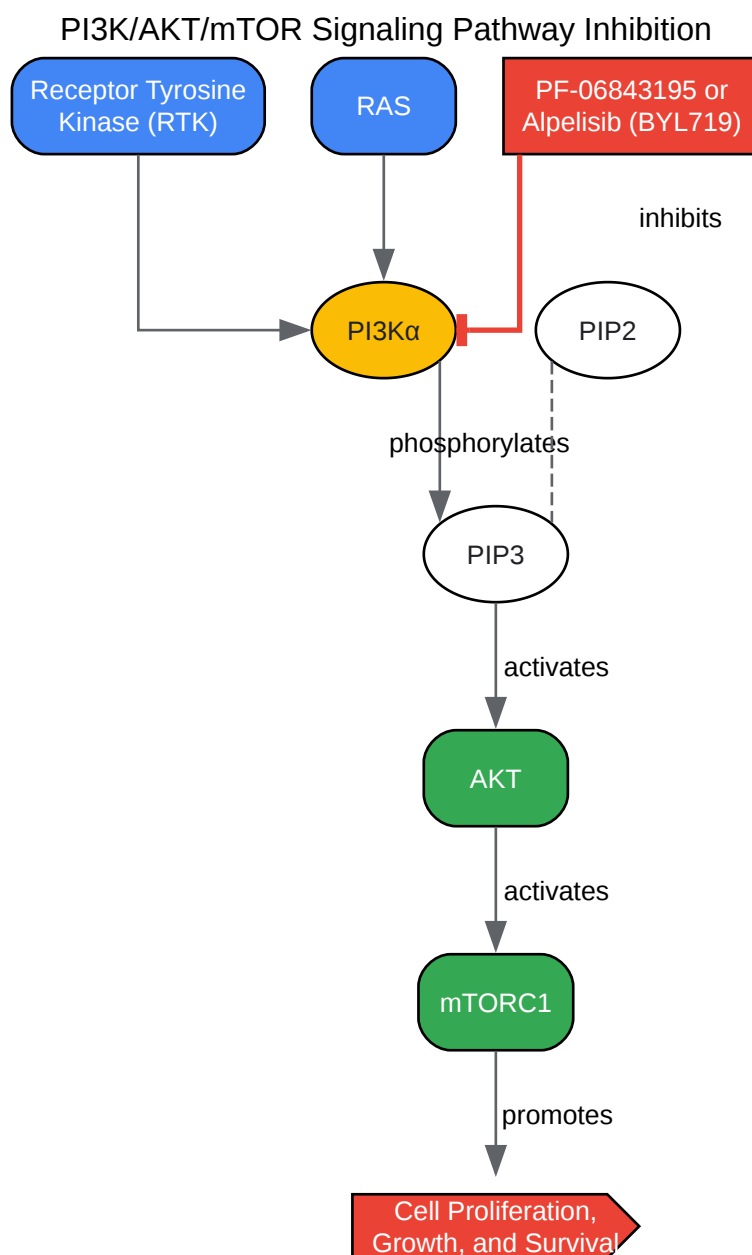 PI3K/AKT/mTOR Signaling Pathway Inhibition
Receptor Tyrosine
Kinase (RTK)
RAS
PF-06843195 or
Alpelisib (BYL719)
inhibits
PI3Kα
PIP2
phosphorylates
PIP3
activates
AKT
activates
mTORC1
promotes
Cell Proliferation,
Growth, and Survival